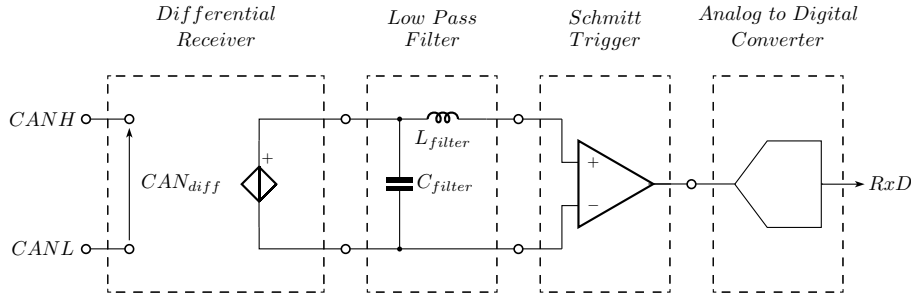 Differential
Receiver
Low Pass
Filter
Schmitt
Trigger
Analog to Digital
Converter
CANH
CANL
CAN_diff
+
L_filter
C_filter
+
−
RxD